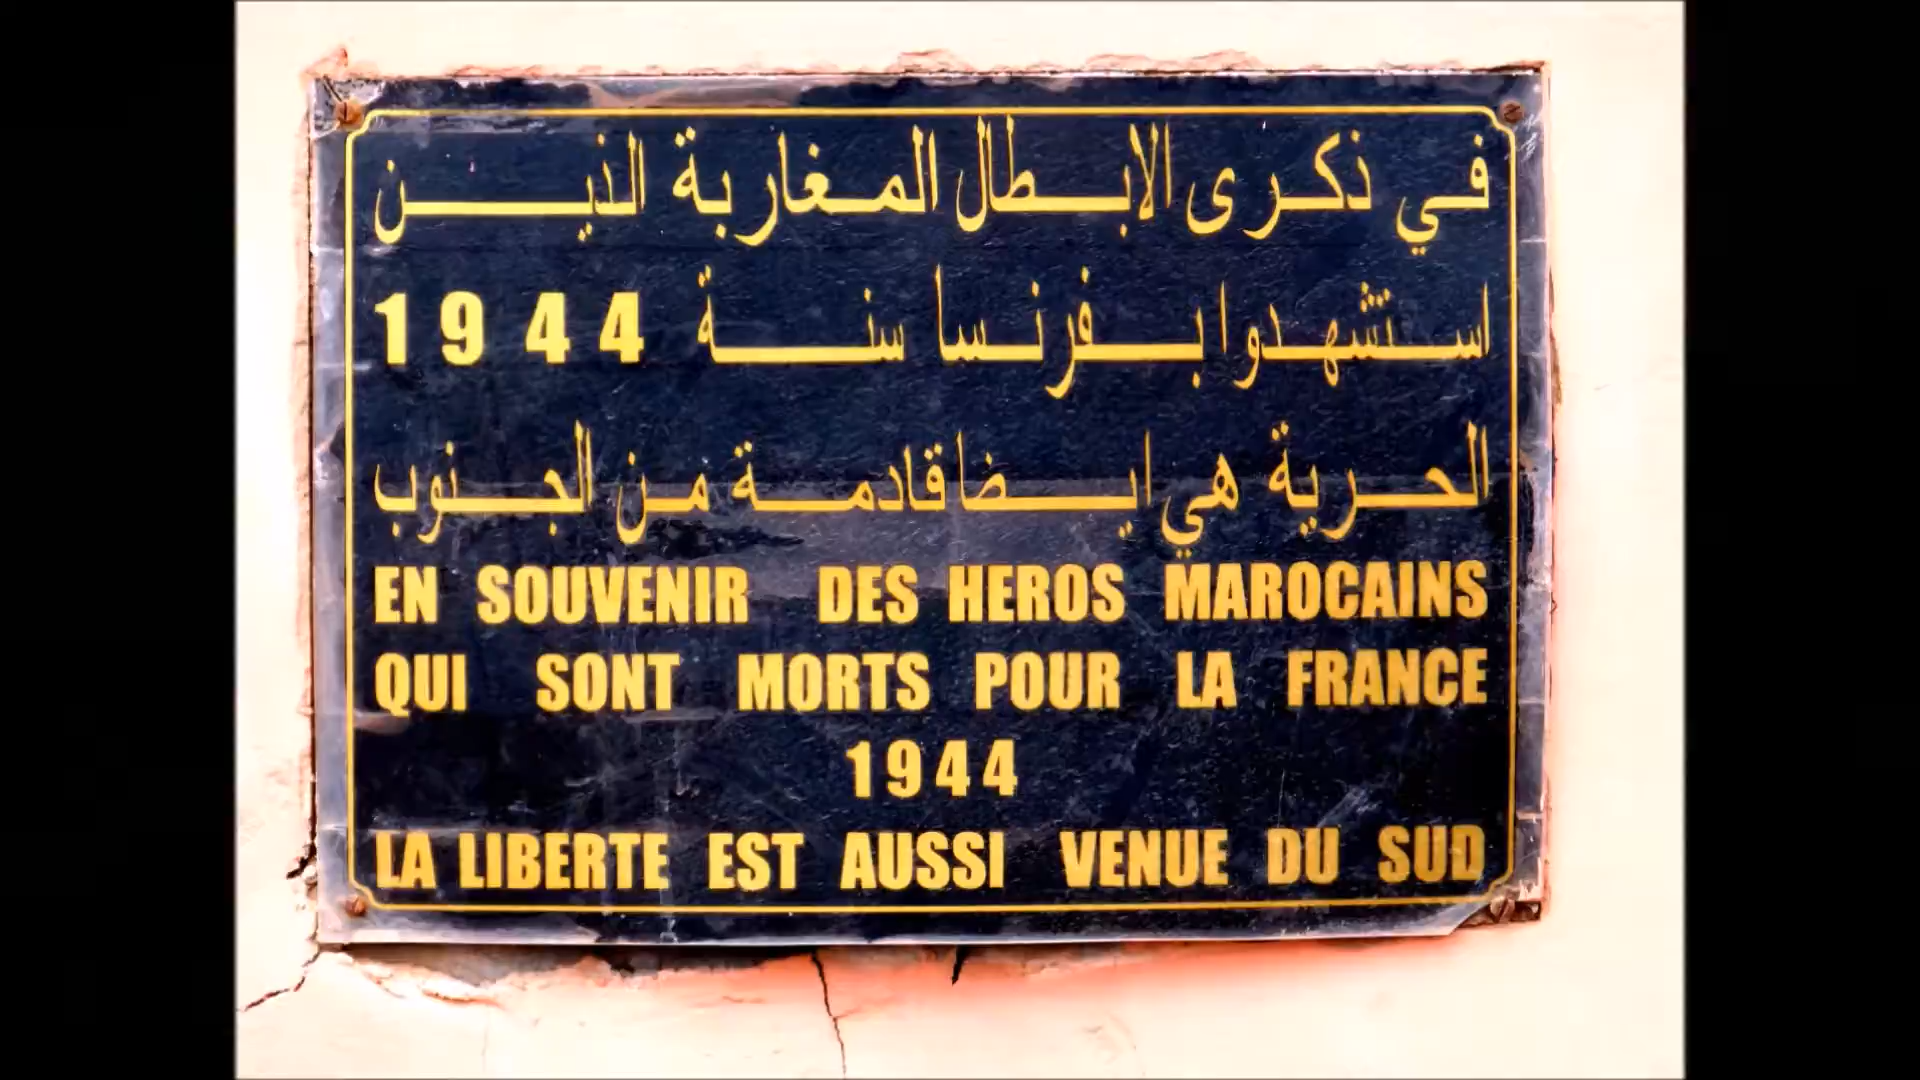 في ذكرى الابطال المغاربة الذين
استشهدوا بفرنسا سنة 1944
الحرية هي ايضا قادمة من الجنوب
EN SOUVENIR DES HEROS MAROCAINS
QUI SONT MORTS POUR LA FRANCE
1944
LA LIBERTE EST AUSSI VENUE DU SUD